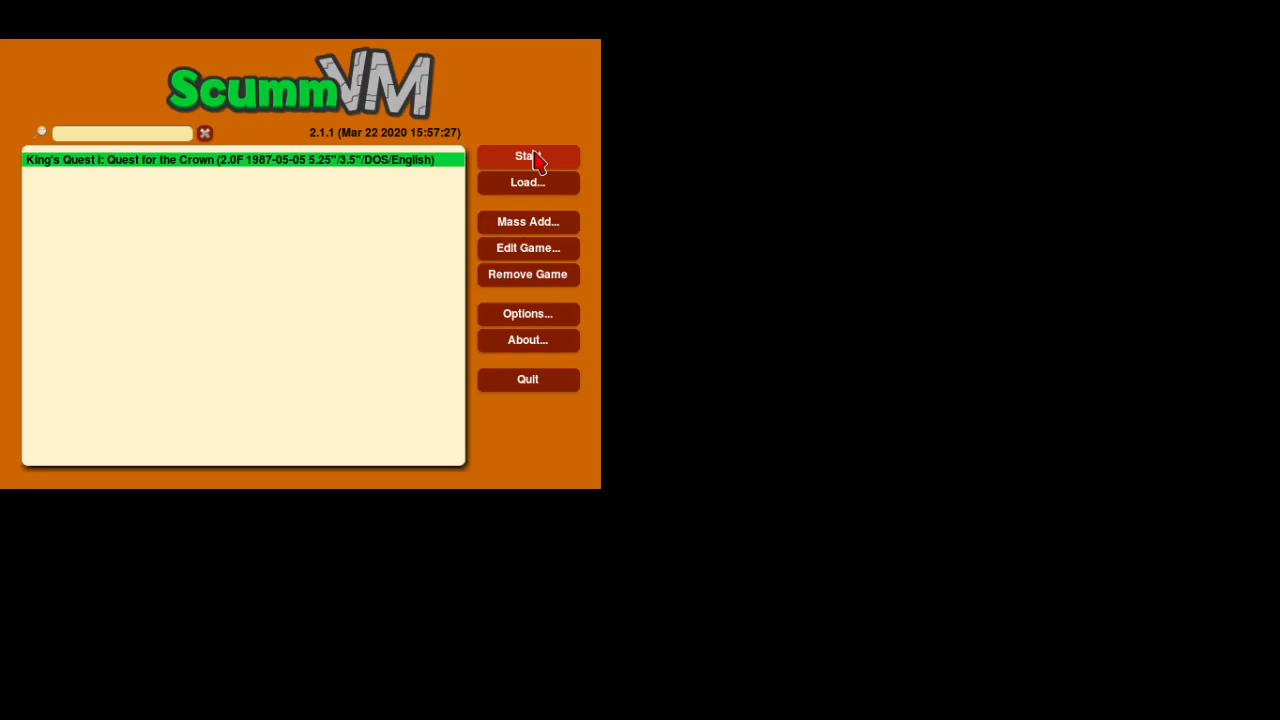 ScummVM
2.1.1 (Mar 22 2020 15:57:27)
King's Quest I: Quest for the Crown (2.0F 1987-05-05 5.25"/3.5"/DOS/English)
Start
Load...
Mass Add...
Edit Game...
Remove Game
Options...
About...
Quit